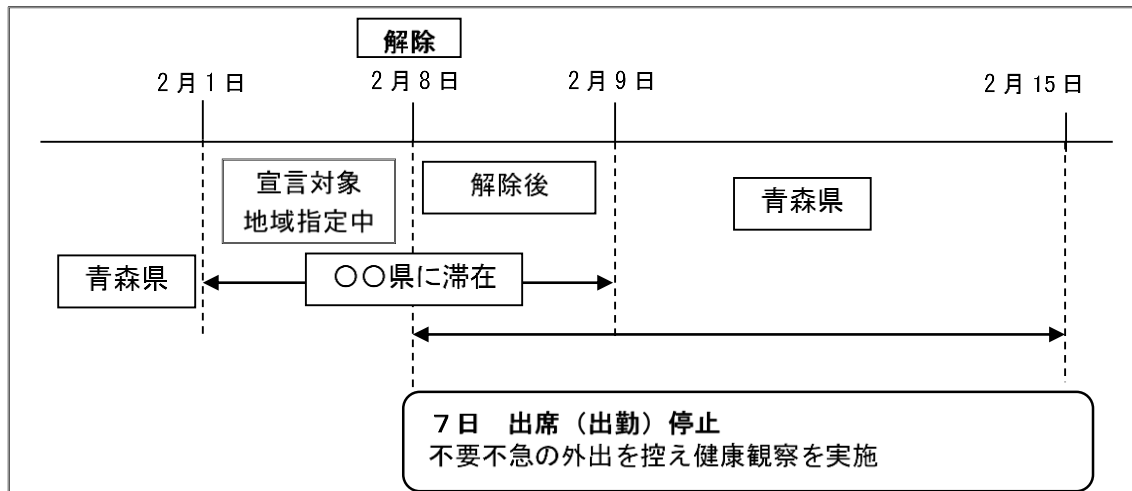 解除
2月1日
2月8日
2月9日
2月15日
宣言対象
地域指定中
解除後
青森県
青森県
〇〇県に滞在
7日　出席（出勤）停止
不要不急の外出を控え健康観察を実施